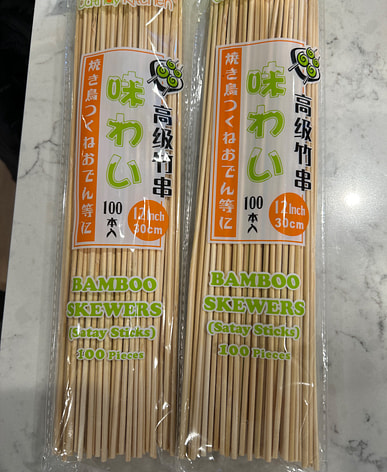 Kitchen
高级竹串
味わい
焼き鳥つくねおでん等に
100本入
12inch
30cm
BAMBOO
SKEWERS
(Satay Sticks)
100 Pieces
高级竹串
味わい
焼き鳥つくねおでん等に
100本入
12inch
30cm
BAMBOO
SKEWERS
(Satay Sticks)
100 Pieces